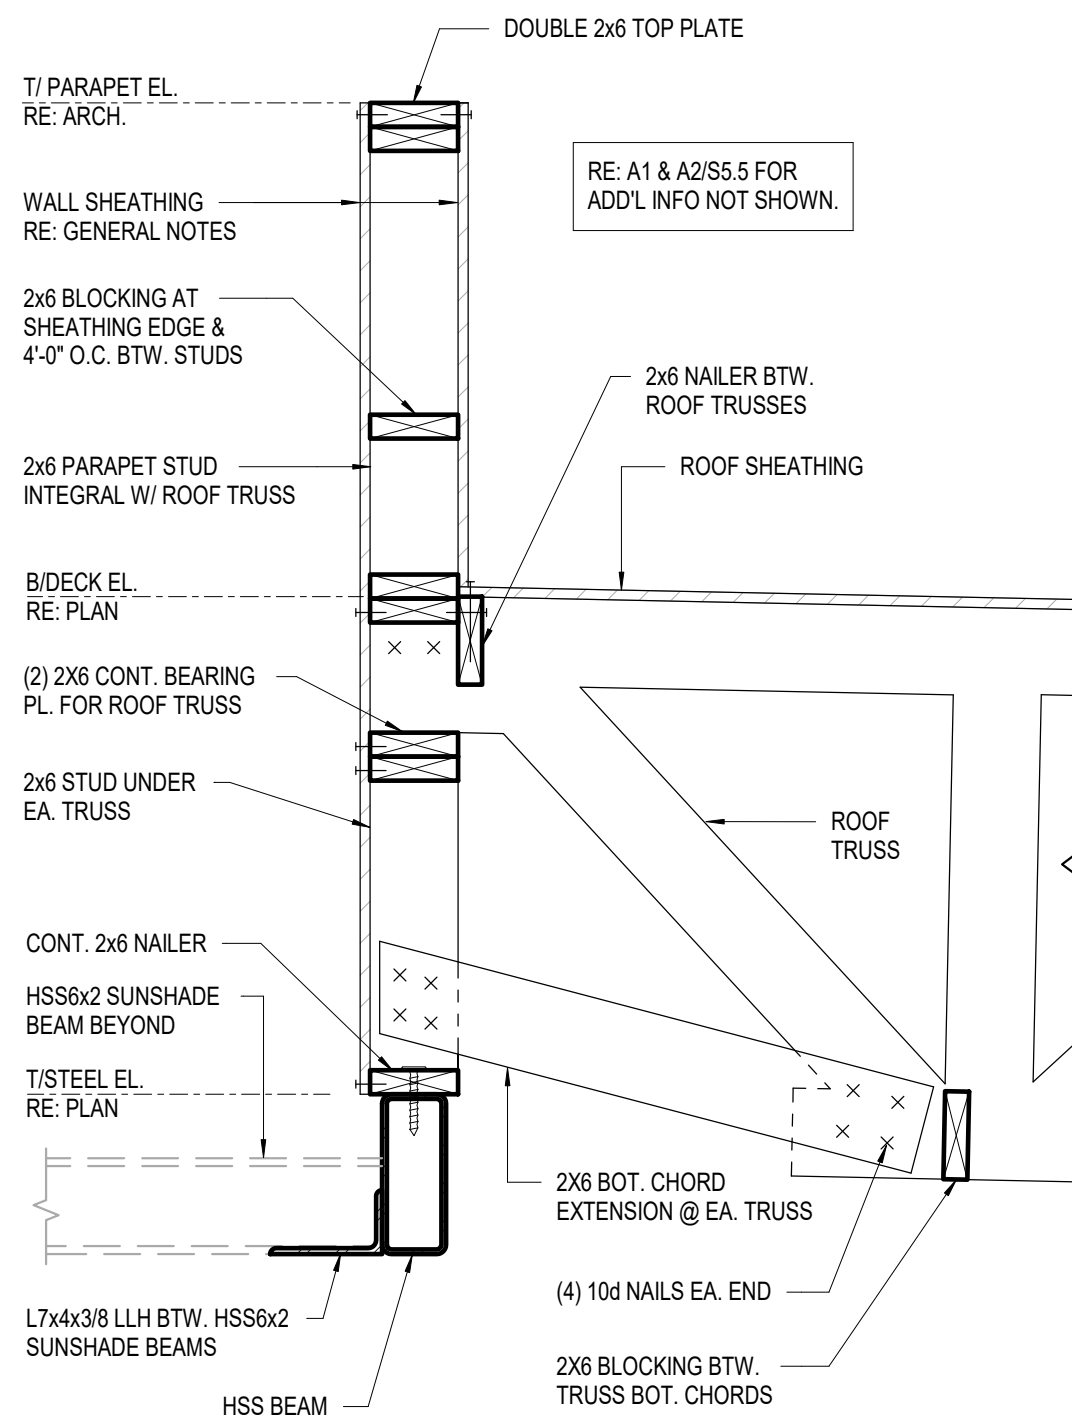 DOUBLE 2x6 TOP PLATE
T/ PARAPET EL.
RE: ARCH.
RE: A1 & A2/S5.5 FOR
ADD'L INFO NOT SHOWN.
WALL SHEATHING
RE: GENERAL NOTES
2x6 BLOCKING AT
SHEATHING EDGE &
4'-0" O.C. BTW. STUDS
2x6 NAILER BTW.
ROOF TRUSSES
2x6 PARAPET STUD
INTEGRAL W/ ROOF TRUSS
ROOF SHEATHING
B/DECK EL.
RE: PLAN
(2) 2X6 CONT. BEARING
PL. FOR ROOF TRUSS
2x6 STUD UNDER
EA. TRUSS
ROOF
TRUSS
CONT. 2x6 NAILER
HSS6x2 SUNSHADE
BEAM BEYOND
T/STEEL EL.
RE: PLAN
2X6 BOT. CHORD
EXTENSION @ EA. TRUSS
(4) 10d NAILS EA. END
L7x4x3/8 LLH BTW. HSS6x2
SUNSHADE BEAMS
2X6 BLOCKING BTW.
TRUSS BOT. CHORDS
HSS BEAM